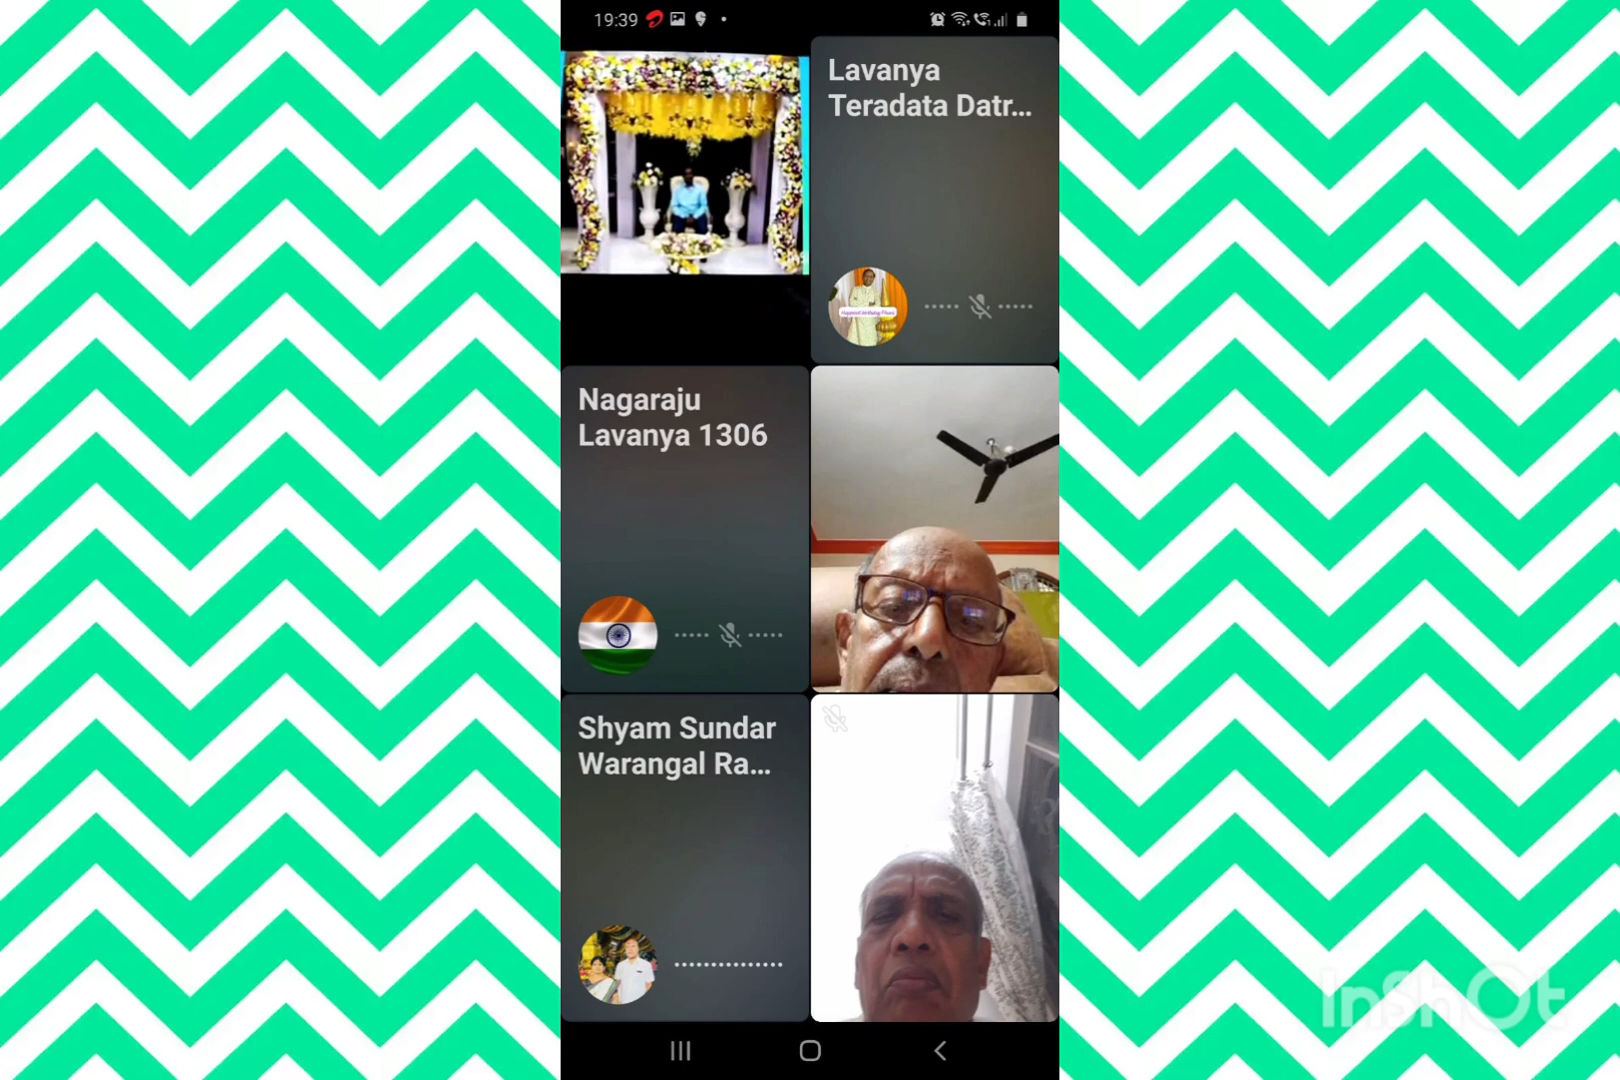 19:39
Lavanya
Teradata Datr...
Nagaraju
Lavanya 1306
Shyam Sundar
Warangal Ra...
InShOt